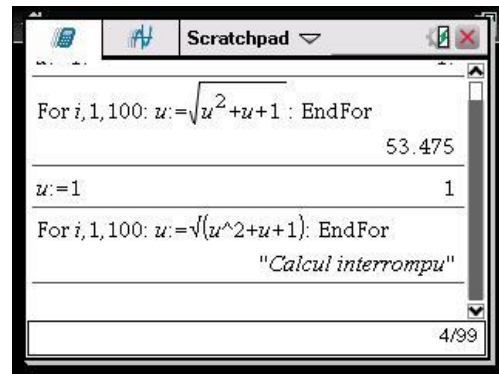 Scratchpad
For i,1,100: u:=√u²+u+1 : EndFor
53.475
u:=1
1
For i,1,100: u:=√(u^2+u+1): EndFor
"Calcul interrompu"
4/99